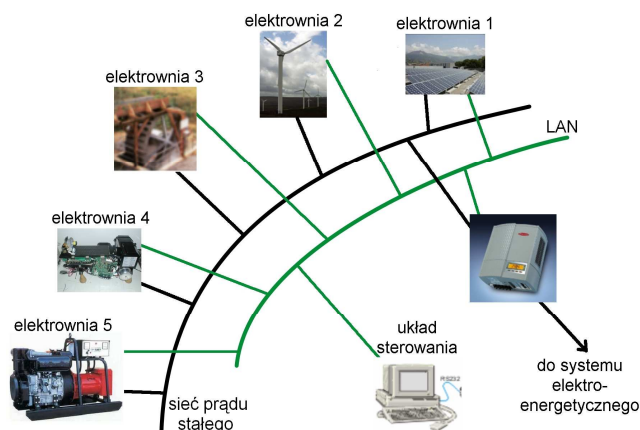 elektrownia 2
elektrownia 1
elektrownia 3
LAN
elektrownia 4
elektrownia 5
układ
sterowania
RS232
do systemu
elektro-
energetycznego
sieć prądu
stałego